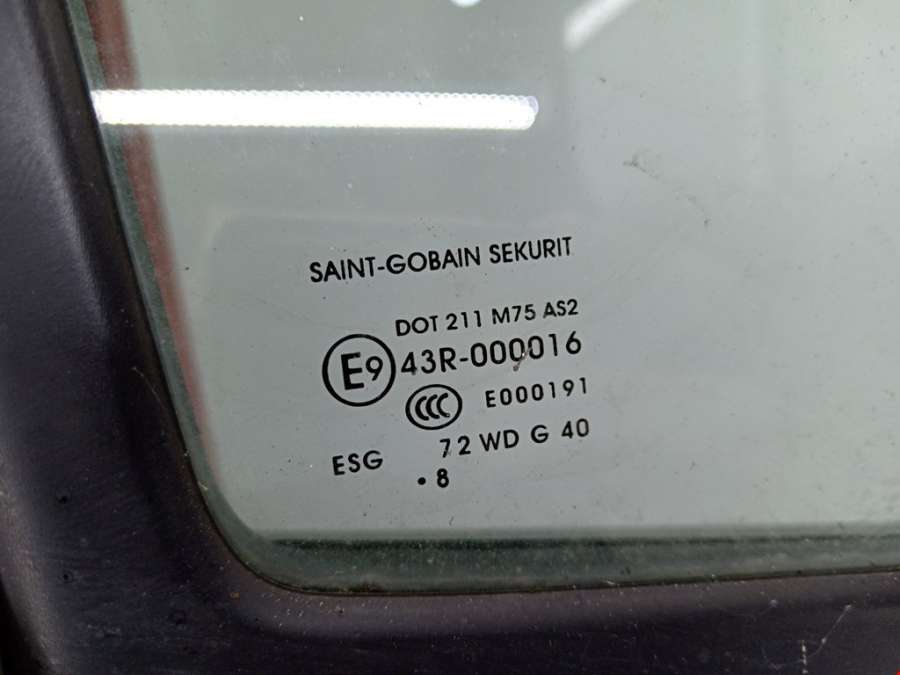 SAINT-GOBAIN SEKURIT
DOT 211 M75 AS2
E9 43R-000016
CCC E000191
ESG 72 WD G 40
.8